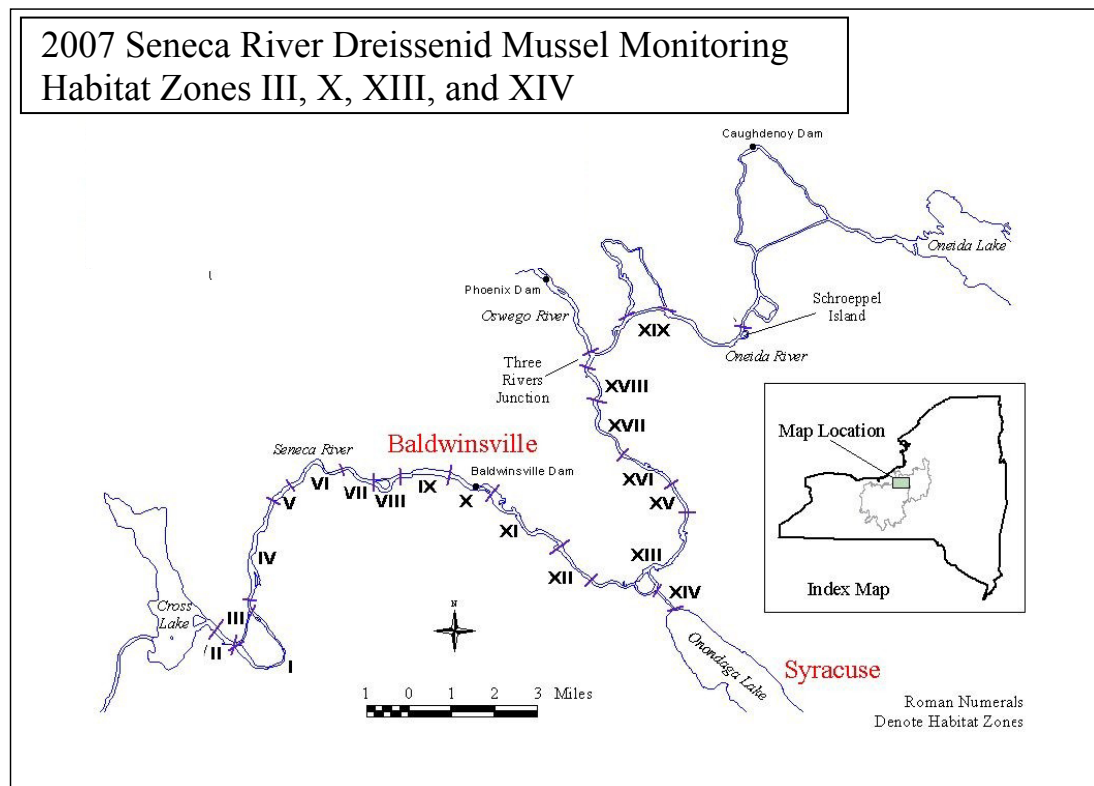 2007 Seneca River Dreissenid Mussel Monitoring
Habitat Zones III, X, XIII, and XIV
Caughdenoy Dam
Oneida Lake
Phoenix Dam
Oswego River
Schroeppel
Island
XIX
Oneida River
Three
Rivers
Junction
XVIII
XVII
Map Location
Baldwinsville
Seneca River
Baldwinsville Dam
XVI
XV
VI
VII
VIII
IX
X
V
XI
IV
XIII
XII
XIV
Index Map
Cross
Lake
III
II
I
N
Onondaga Lake
Syracuse
1 0 1 2 3 Miles
Roman Numerals
Denote Habitat Zones